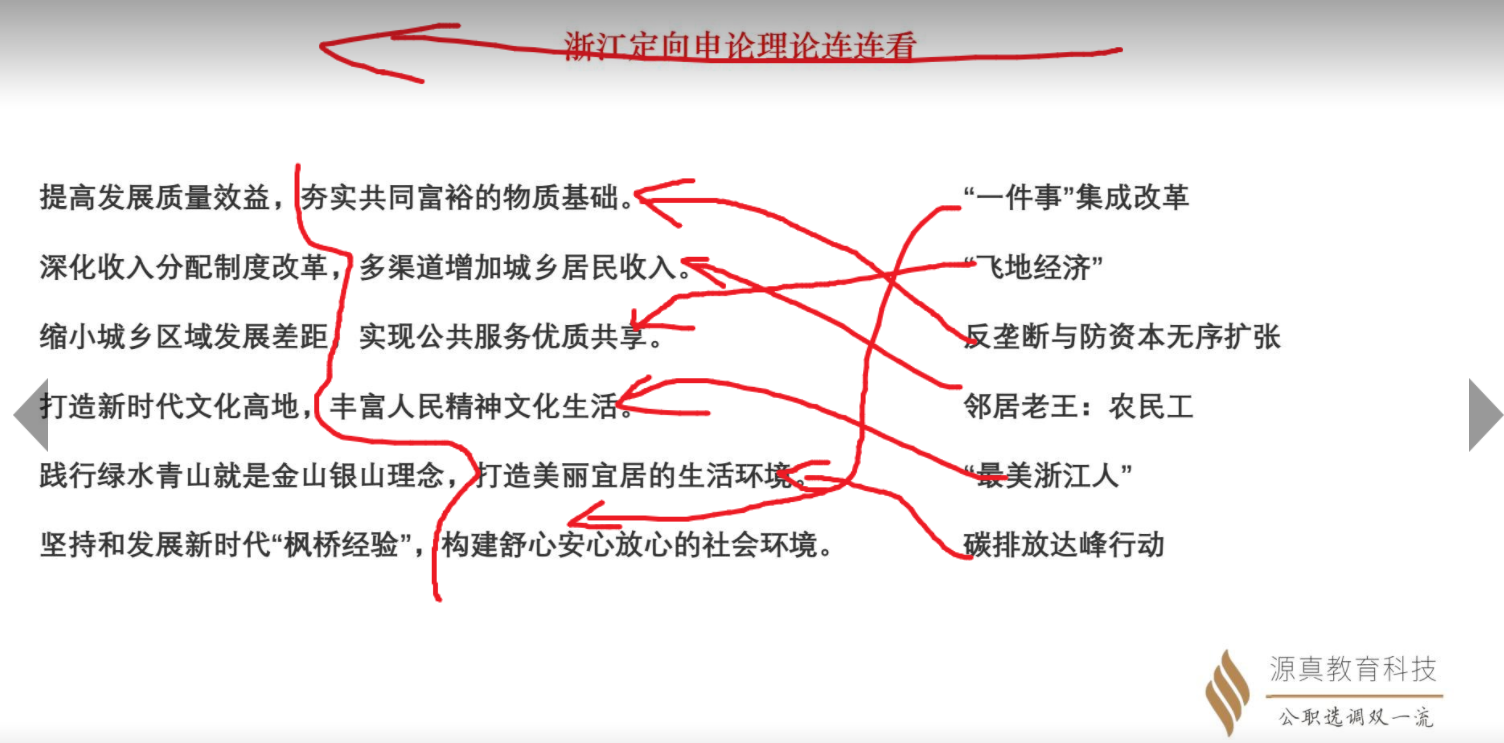 浙江定向申论理论连连看
提高发展质量效益，夯实共同富裕的物质基础。
“一件事”集成改革
深化收入分配制度改革，多渠道增加城乡居民收入。
“飞地经济”
缩小城乡区域发展差距，实现公共服务优质共享。
反垄断与防资本无序扩张
打造新时代文化高地，丰富人民精神文化生活。
邻居老王：农民工
践行绿水青山就是金山银山理念，打造美丽宜居的生活环境。
“最美浙江人”
坚持和发展新时代“枫桥经验”，构建舒心安心放心的社会环境。
碳排放达峰行动
源真教育科技
公职选调双一流